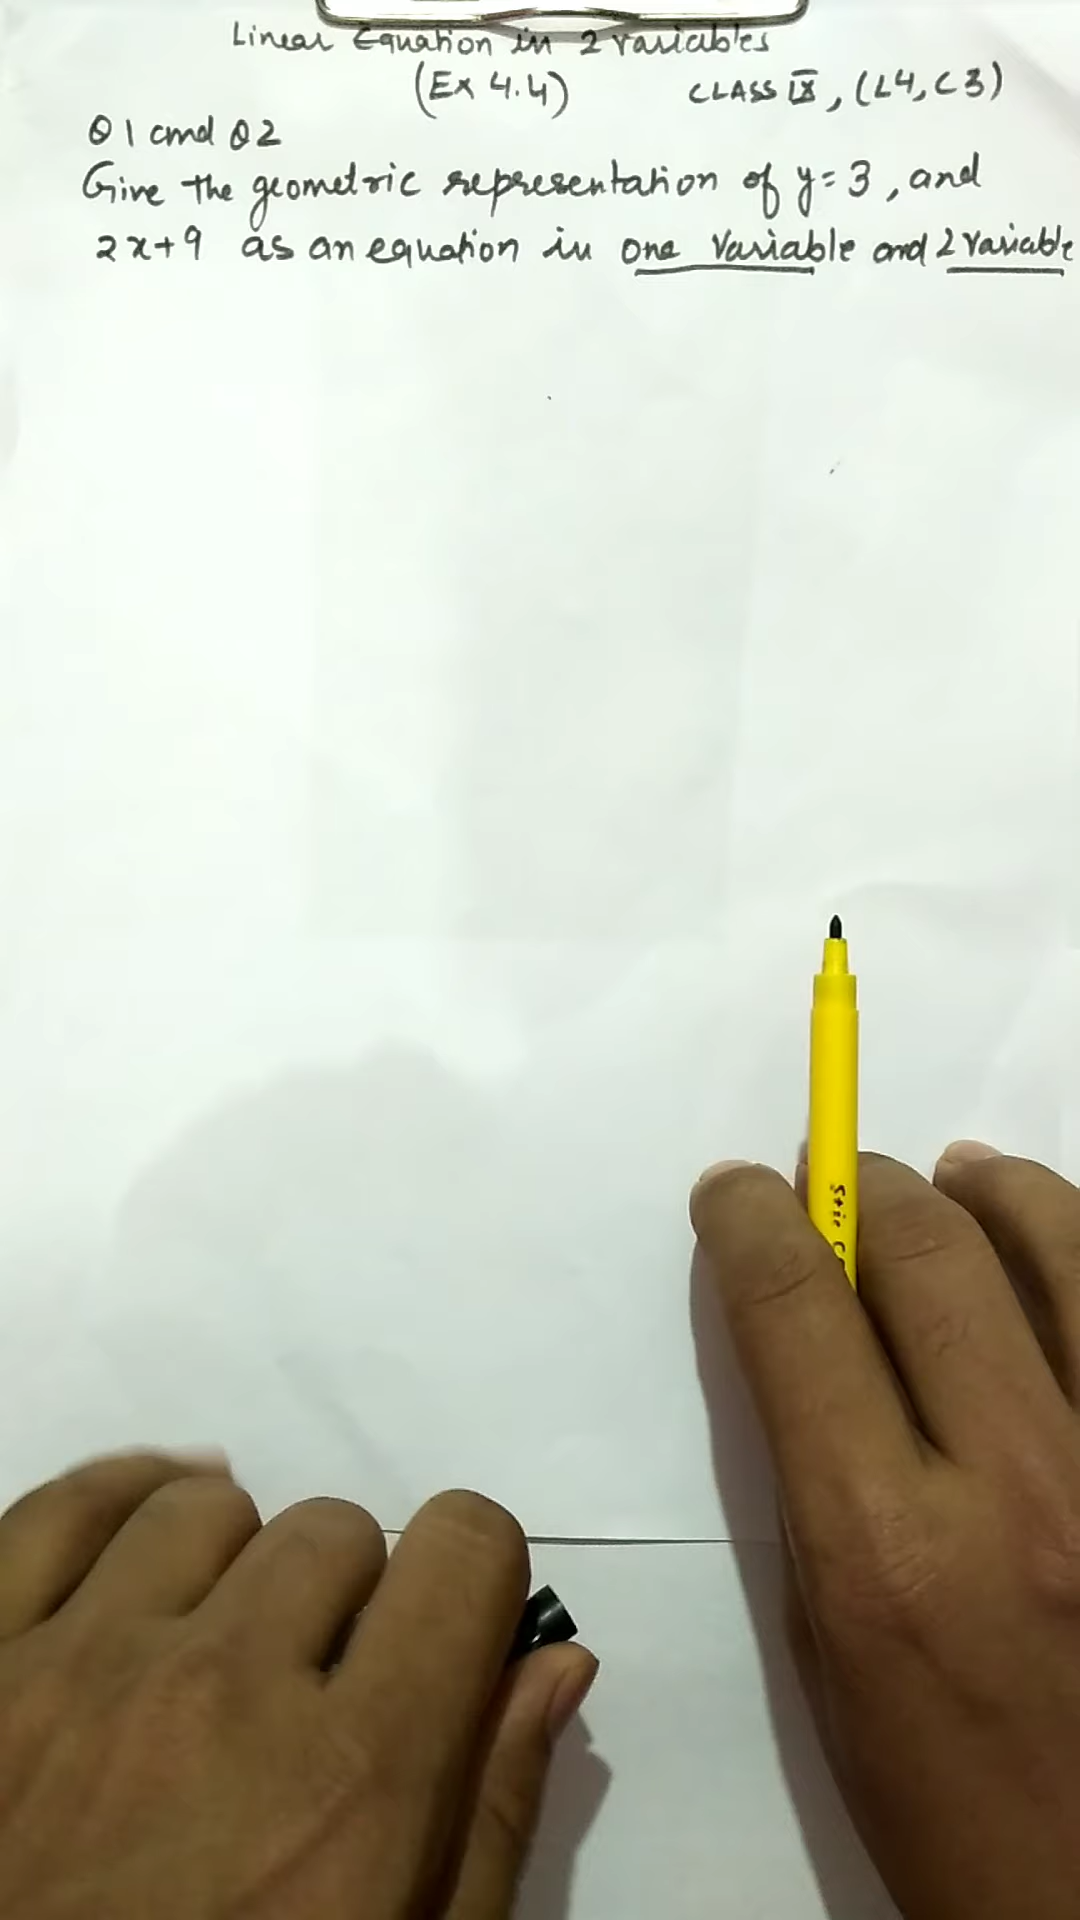 Linear Equation in 2 variables
(Ex 4.4) CLASS IX, (L4, C3)
Q1 and Q2
Give the geometric representation of y=3, and
2x+9 as an equation in one variable and 2 variable
Stic